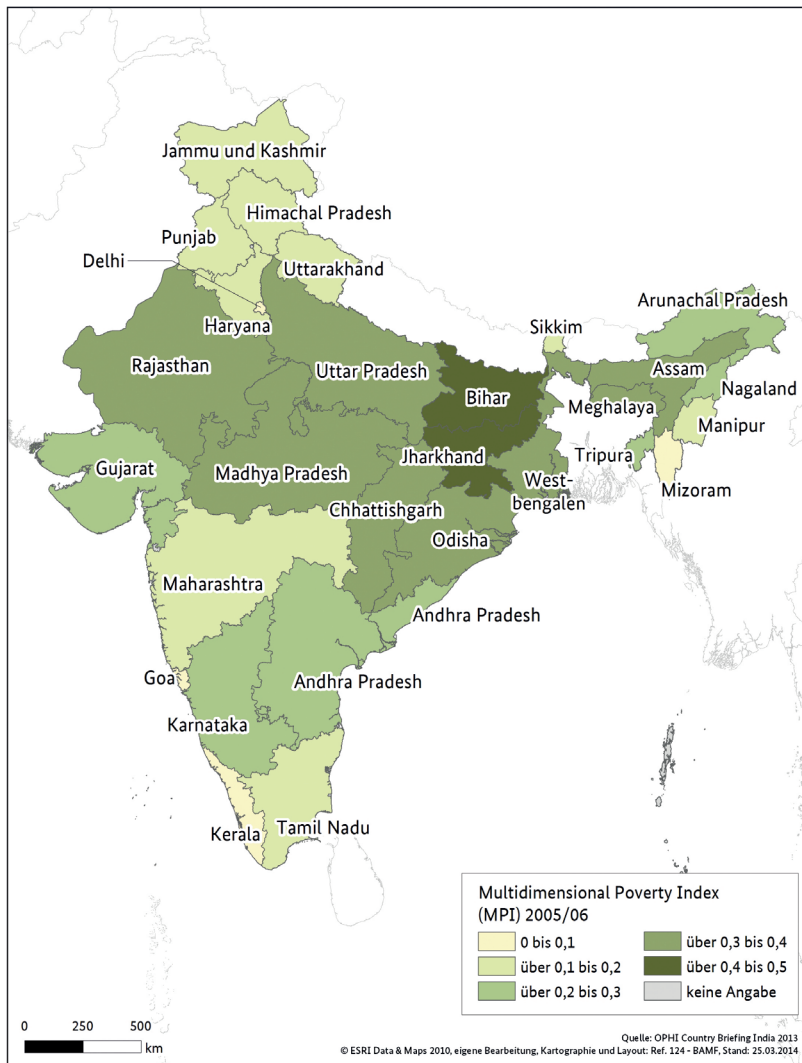 Jammu und Kashmir
Himachal Pradesh
Punjab
Delhi
Uttarakhand
Haryana
Arunachal Pradesh
Sikkim
Rajasthan
Uttar Pradesh
Assam
Bihar
Nagaland
Meghalaya
Manipur
Gujarat
Madhya Pradesh
Jharkhand
Tripura
West-
bengalen
Mizoram
Chhattishgarh
Odisha
Maharashtra
Andhra Pradesh
Goa
Andhra Pradesh
Karnataka
Kerala
Tamil Nadu
Multidimensional Poverty Index
(MPI) 2005/06
0 bis 0,1
über 0,3 bis 0,4
über 0,1 bis 0,2
über 0,4 bis 0,5
über 0,2 bis 0,3
keine Angabe
0 250 500
km
Quelle: OPHI Country Briefing India 2013
© ESRI Data & Maps 2010, eigene Bearbeitung, Kartographie und Layout: Ref. 124 - BAMF, Stand: 25.03.2014